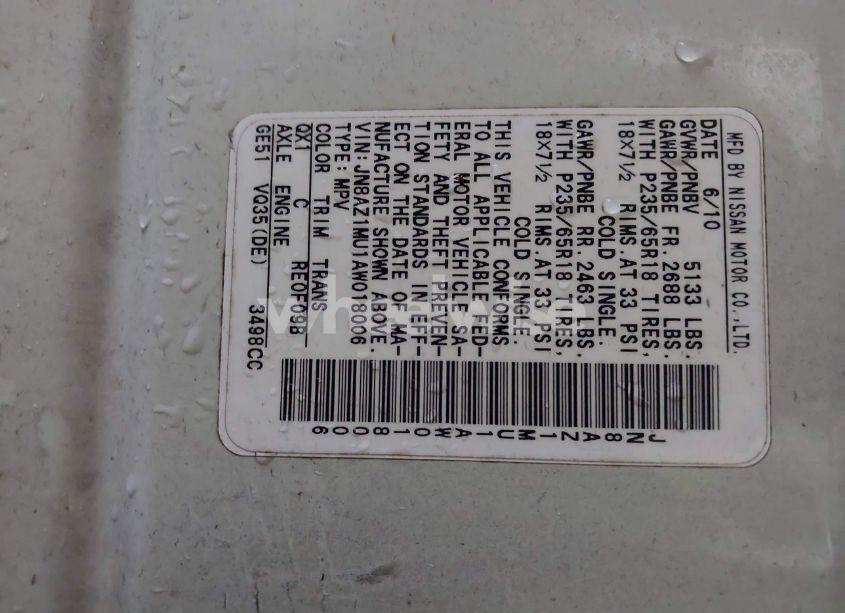 MFD BY NISSAN MOTOR CO.,LTD.
DATE 6/10
GVWR/PNBV 5133 LBS.
GAWR/PNBE FR.2688 LBS.
WITH P235/65R18 TIRES,
18X7½ RIMS AT 33 PSI
COLD SINGLE.
GAWR/PNBE RR.2463 LBS.
WITH P235/65R18 TIRES,
18X7½ RIMS AT 33 PSI
COLD SINGLE.
THIS VEHICLE CONFORMS
TO ALL APPLICABLE FED-
ERAL MOTOR VEHICLE SA-
FETY AND THEFT PREVEN-
TION STANDARDS IN EFF-
ECT ON THE DATE OF MA-
NUFACTURE SHOWN ABOVE.
VIN:JN8AZ1MU1AW018006
TYPE:MPV
COLOR TRIM TRANS
QX1 C RE0F09B
AXLE ENGINE
GE51 VQ35(DE) 3498CC
JN8AZ1MU1AW018006